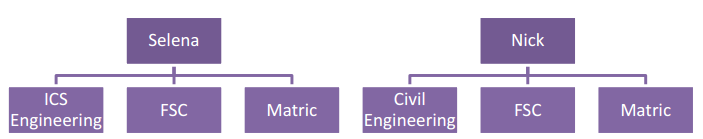 Selena
Nick
ICS
Engineering
FSC
Matric
Civil
Engineering
FSC
Matric